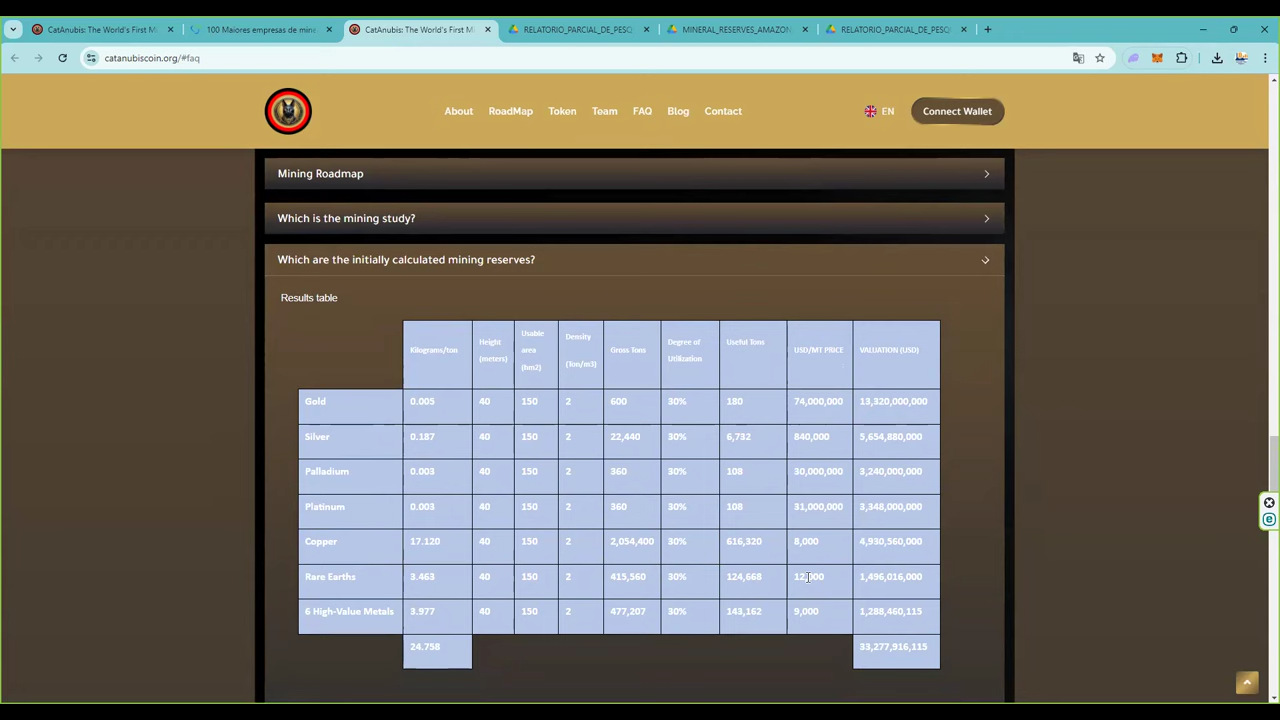 CatAnubis: The World's First M
100 Maiores empresas de mine
CatAnubis: The World's First M
RELATORIO_PARCIAL_DE_PESQ
MINERAL_RESERVES_AMAZON
RELATORIO_PARCIAL_DE_PESQ
catanubiscoin.org/#faq
About RoadMap Token Team FAQ Blog Contact EN Connect Wallet
Mining Roadmap
Which is the mining study?
Which are the initially calculated mining reserves?
Results table
Kilograms/ton Height (meters) Usable area (hm2) Density (Ton/m3) Gross Tons Degree of Utilization Useful Tons USD/MT PRICE VALUATION (USD)
Gold 0.005 40 150 2 600 30% 180 74,000,000 13,320,000,000
Silver 0.187 40 150 2 22,440 30% 6,732 840,000 5,654,880,000
Palladium 0.003 40 150 2 360 30% 108 30,000,000 3,240,000,000
Platinum 0.003 40 150 2 360 30% 108 31,000,000 3,348,000,000
Copper 17.120 40 150 2 2,054,400 30% 616,320 8,000 4,930,560,000
Rare Earths 3.463 40 150 2 415,560 30% 124,668 12,000 1,496,016,000
6 High-Value Metals 3.977 40 150 2 477,207 30% 143,162 9,000 1,288,460,115
24.758 33,277,916,115